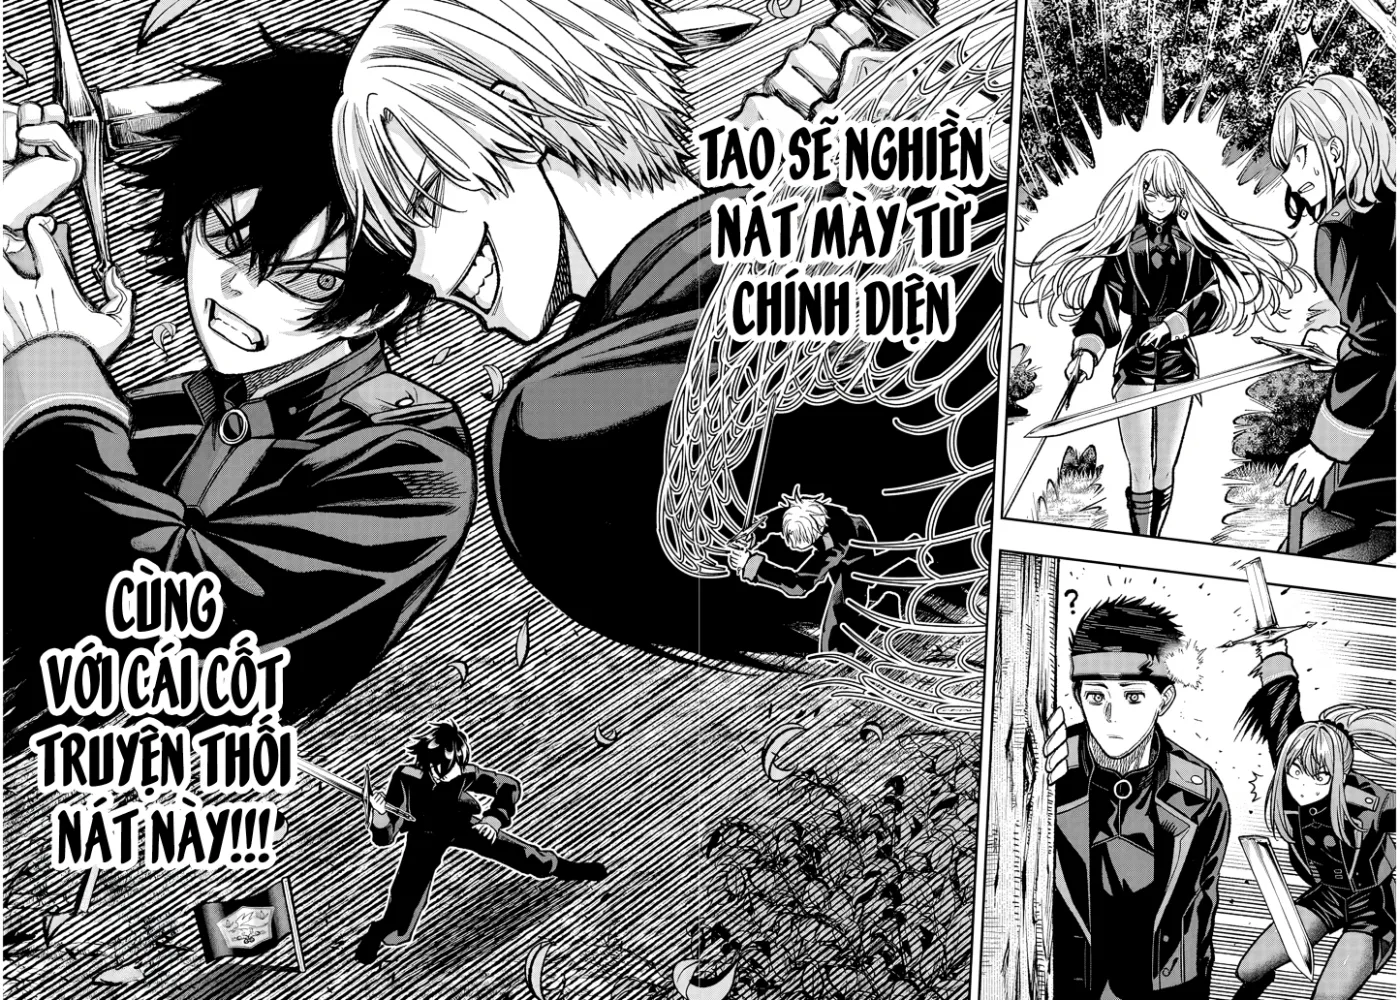 ?
TAO SẼ NGHIỀN
NÁT MÀY TỪ
CHÍNH DIỆN
CÙNG
VỚI CÁI CỐT
TRUYỆN THỐI
NÁT NÀY!!!